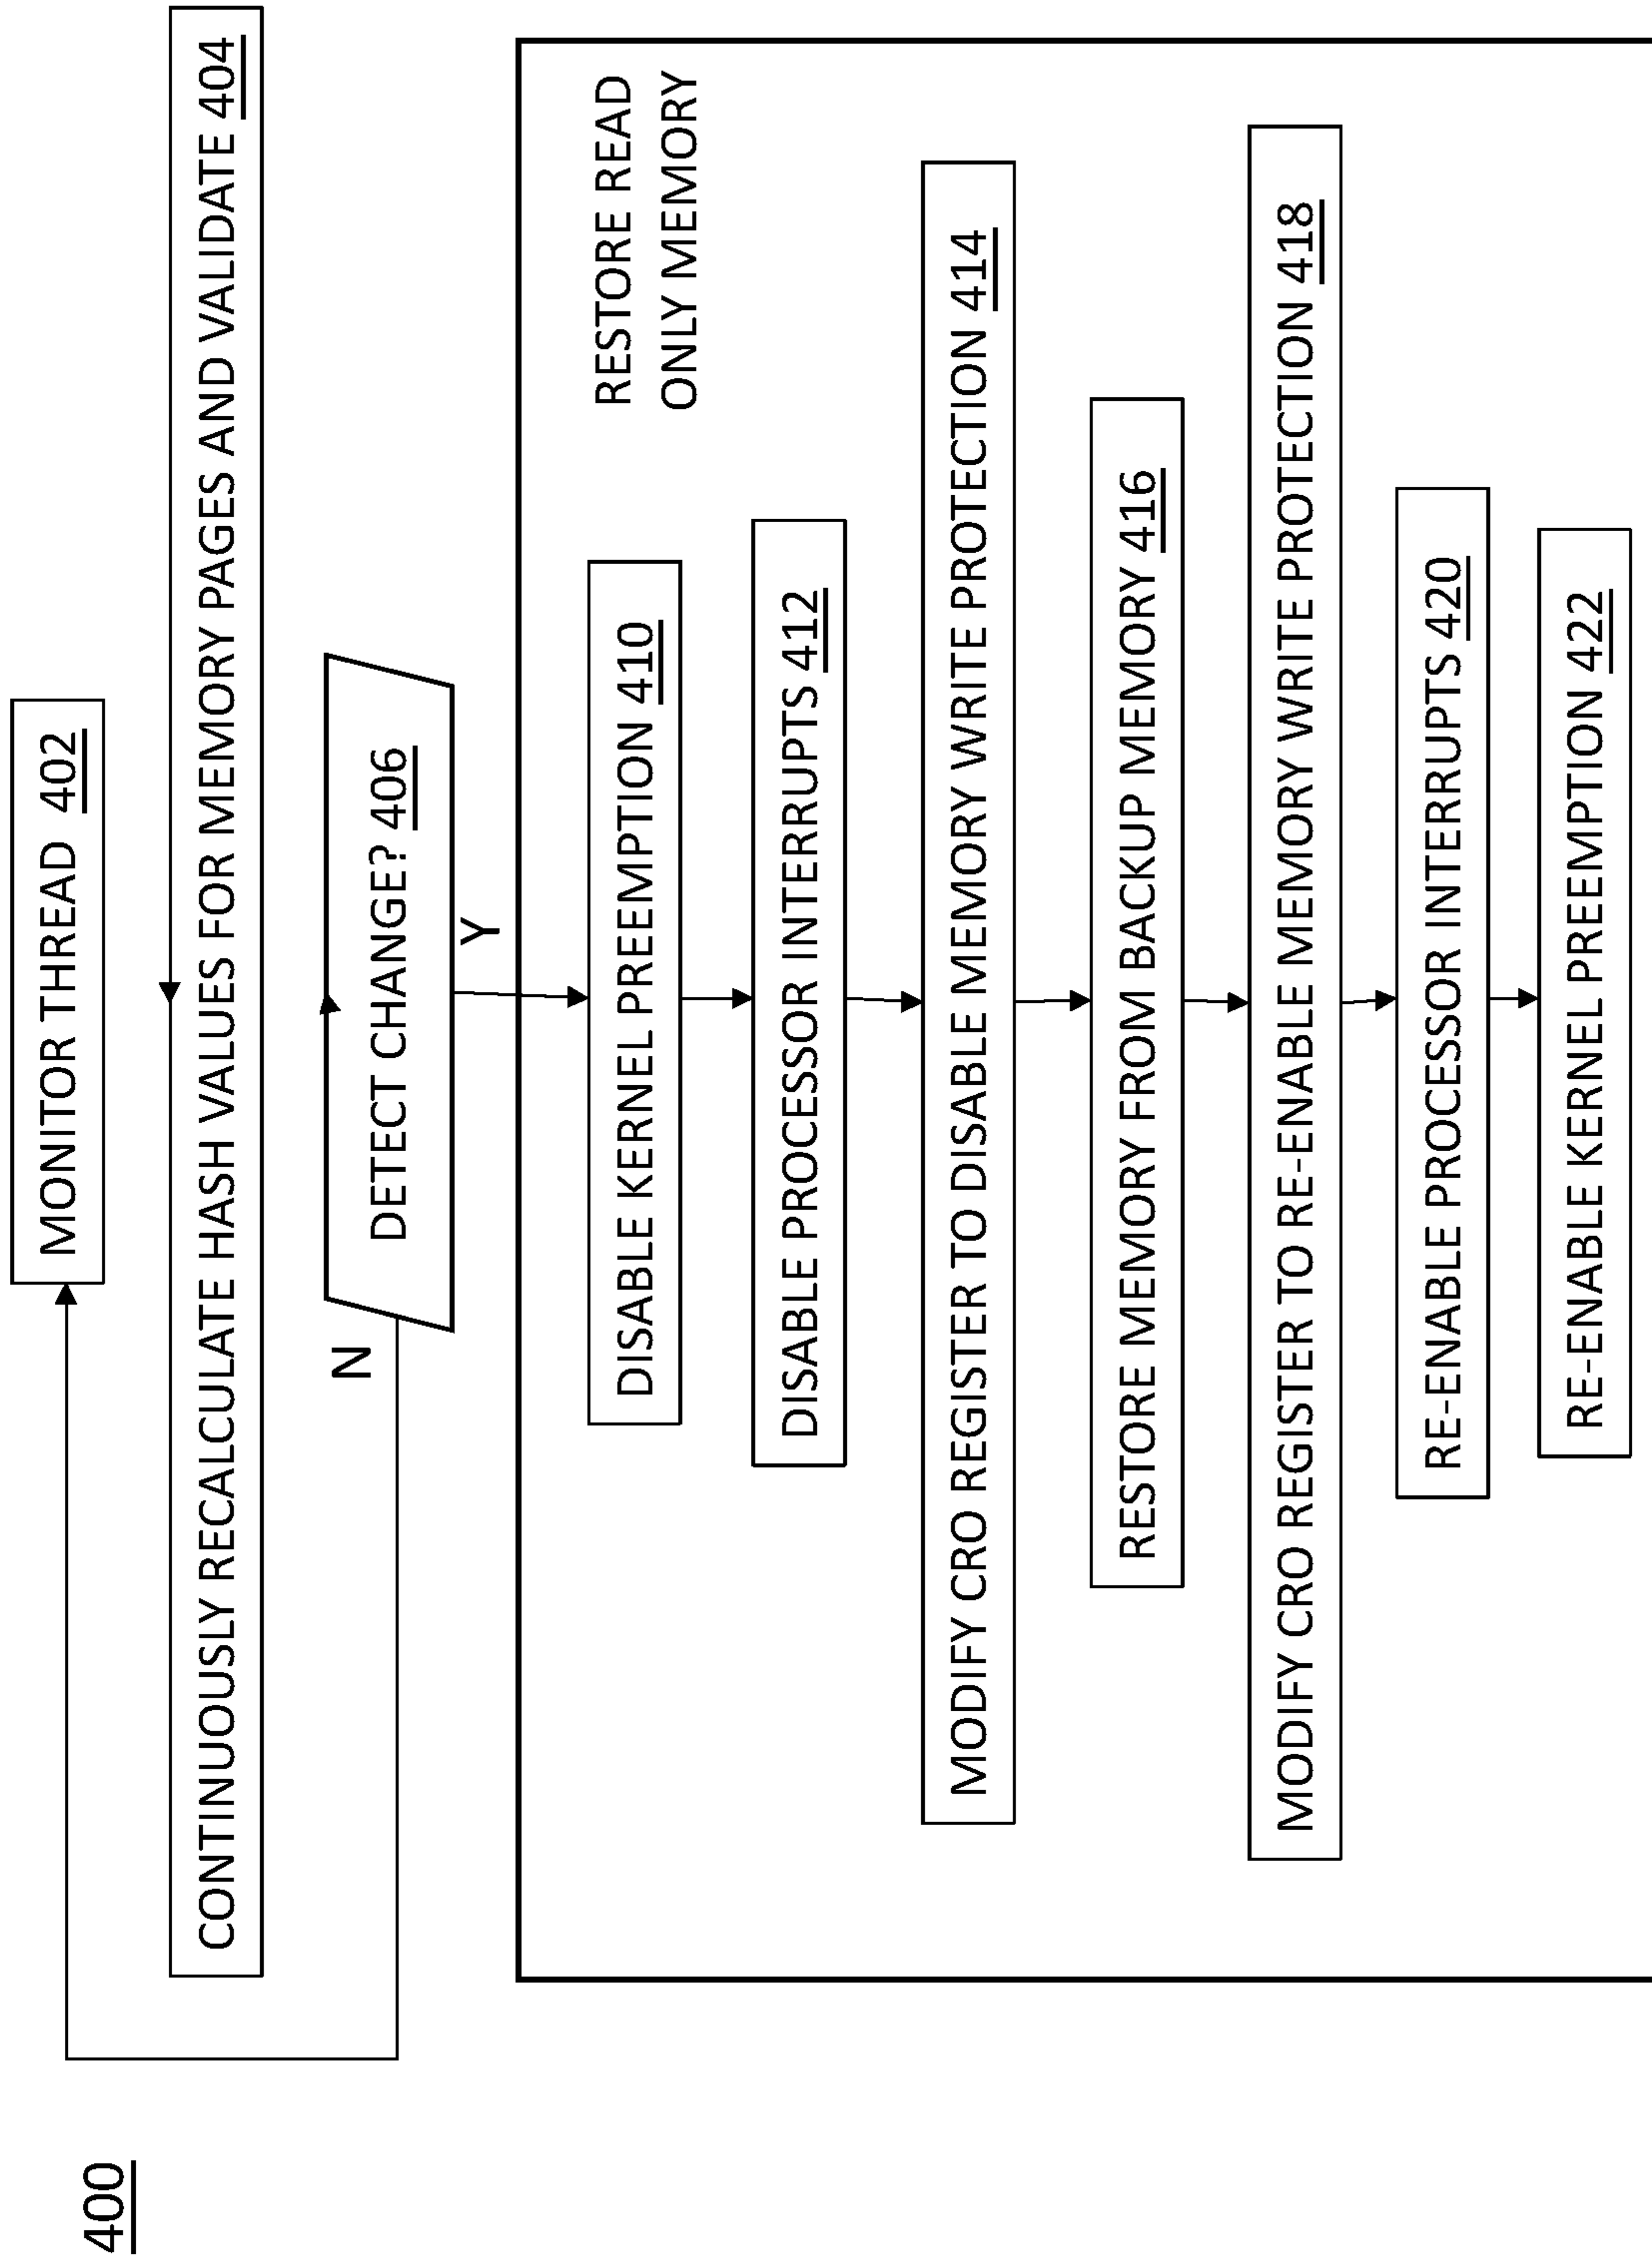 400
MONITOR THREAD 402
CONTINUOUSLY RECALCULATE HASH VALUES FOR MEMORY PAGES AND VALIDATE 404
DETECT CHANGE? 406
N
Y
RESTORE READ
ONLY MEMORY
DISABLE KERNEL PREEMPTION 410
DISABLE PROCESSOR INTERRUPTS 412
MODIFY CRO REGISTER TO DISABLE MEMORY WRITE PROTECTION 414
RESTORE MEMORY FROM BACKUP MEMORY 416
MODIFY CRO REGISTER TO RE-ENABLE MEMORY WRITE PROTECTION 418
RE-ENABLE PROCESSOR INTERRUPTS 420
RE-ENABLE KERNEL PREEMPTION 422